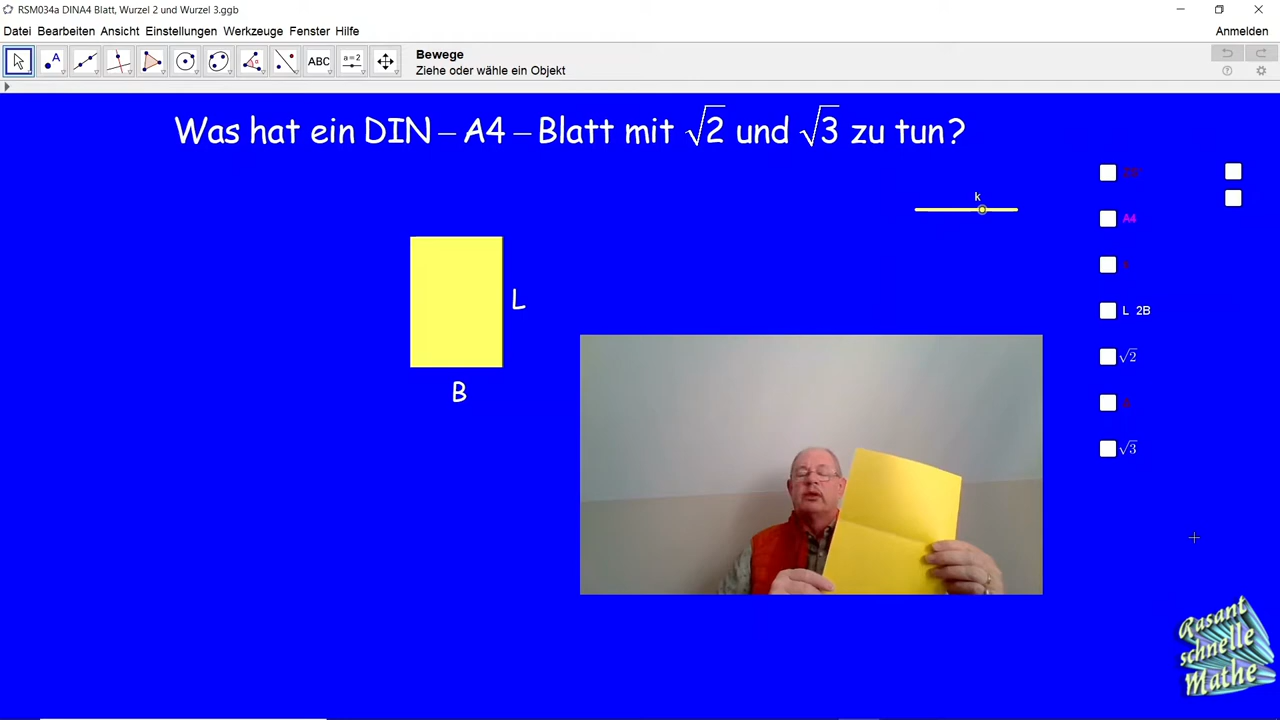 RSM034a DINA4 Blatt, Wurzel 2 und Wurzel 3.ggb
Datei Bearbeiten Ansicht Einstellungen Werkzeuge Fenster Hilfe
Anmelden
A
ABC
a=2
Bewege
Ziehe oder wähle ein Objekt
Was hat ein DIN – A4 – Blatt mit √2 und √3 zu tun?
k
A4
L 2B
√2
√3
L
B
Rasant
schnelle
Mathe